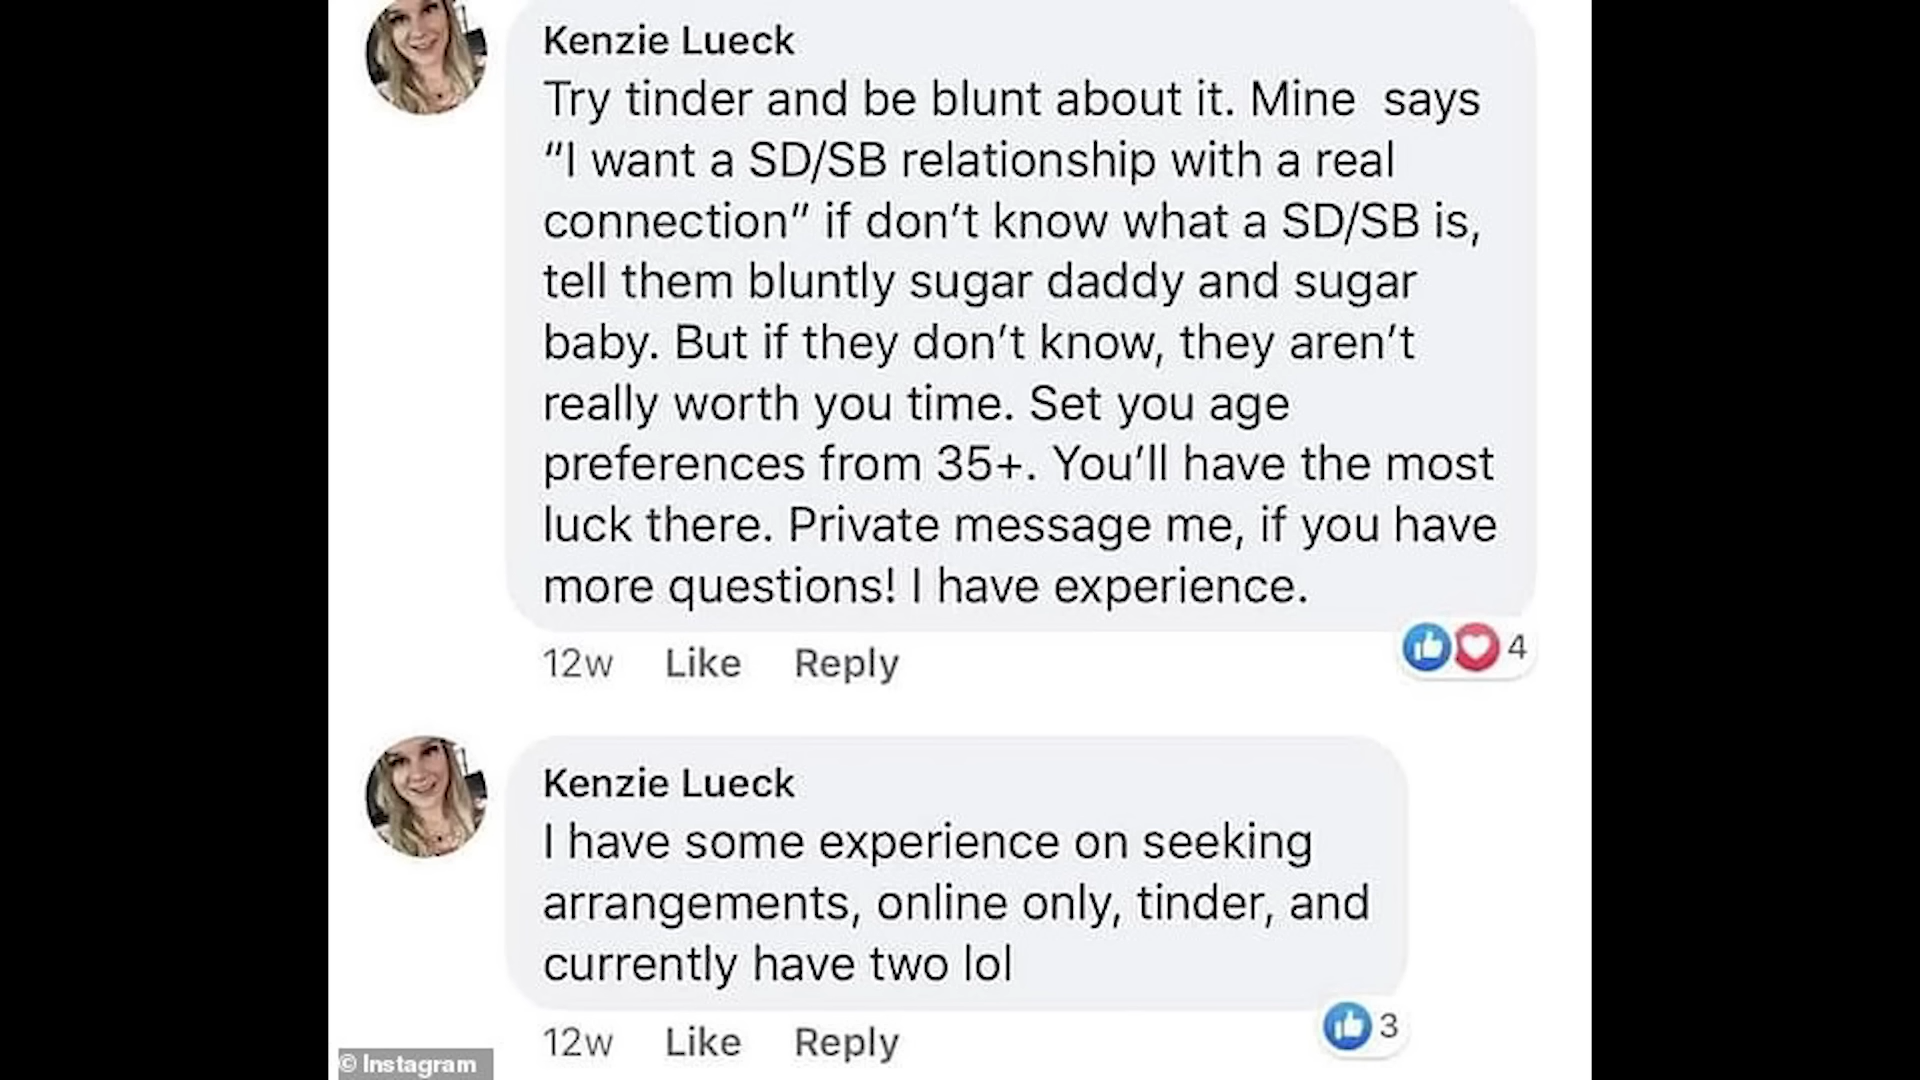 Kenzie Lueck
Try tinder and be blunt about it. Mine  says
“I want a SD/SB relationship with a real
connection” if don’t know what a SD/SB is,
tell them bluntly sugar daddy and sugar
baby. But if they don’t know, they aren’t
really worth you time. Set you age
preferences from 35+. You’ll have the most
luck there. Private message me, if you have
more questions! I have experience.
4
12w Like Reply
Kenzie Lueck
I have some experience on seeking
arrangements, online only, tinder, and
currently have two lol
3
12w Like Reply
© Instagram